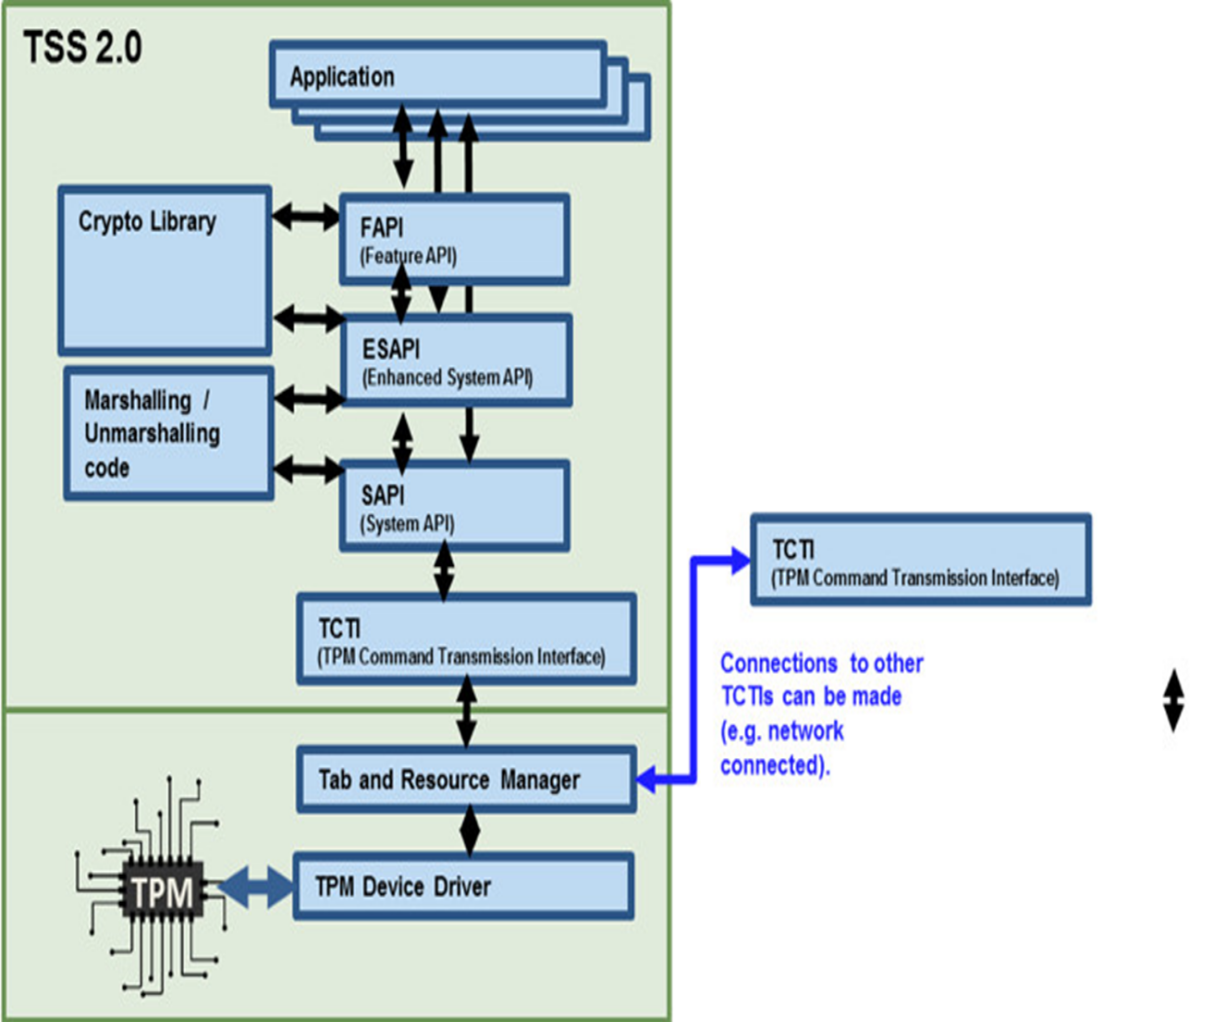 TSS 2.0
Application
Crypto Library
FAPI
(Feature API)
ESAPI
(Enhanced System API)
Marshalling /
Unmarshalling
code
SAPI
(System API)
TCTI
(TPM Command Transmission Interface)
TCTI
(TPM Command Transmission Interface)
Connections to other
TCTIs can be made
(e.g. network
connected).
Tab and Resource Manager
TPM
TPM Device Driver